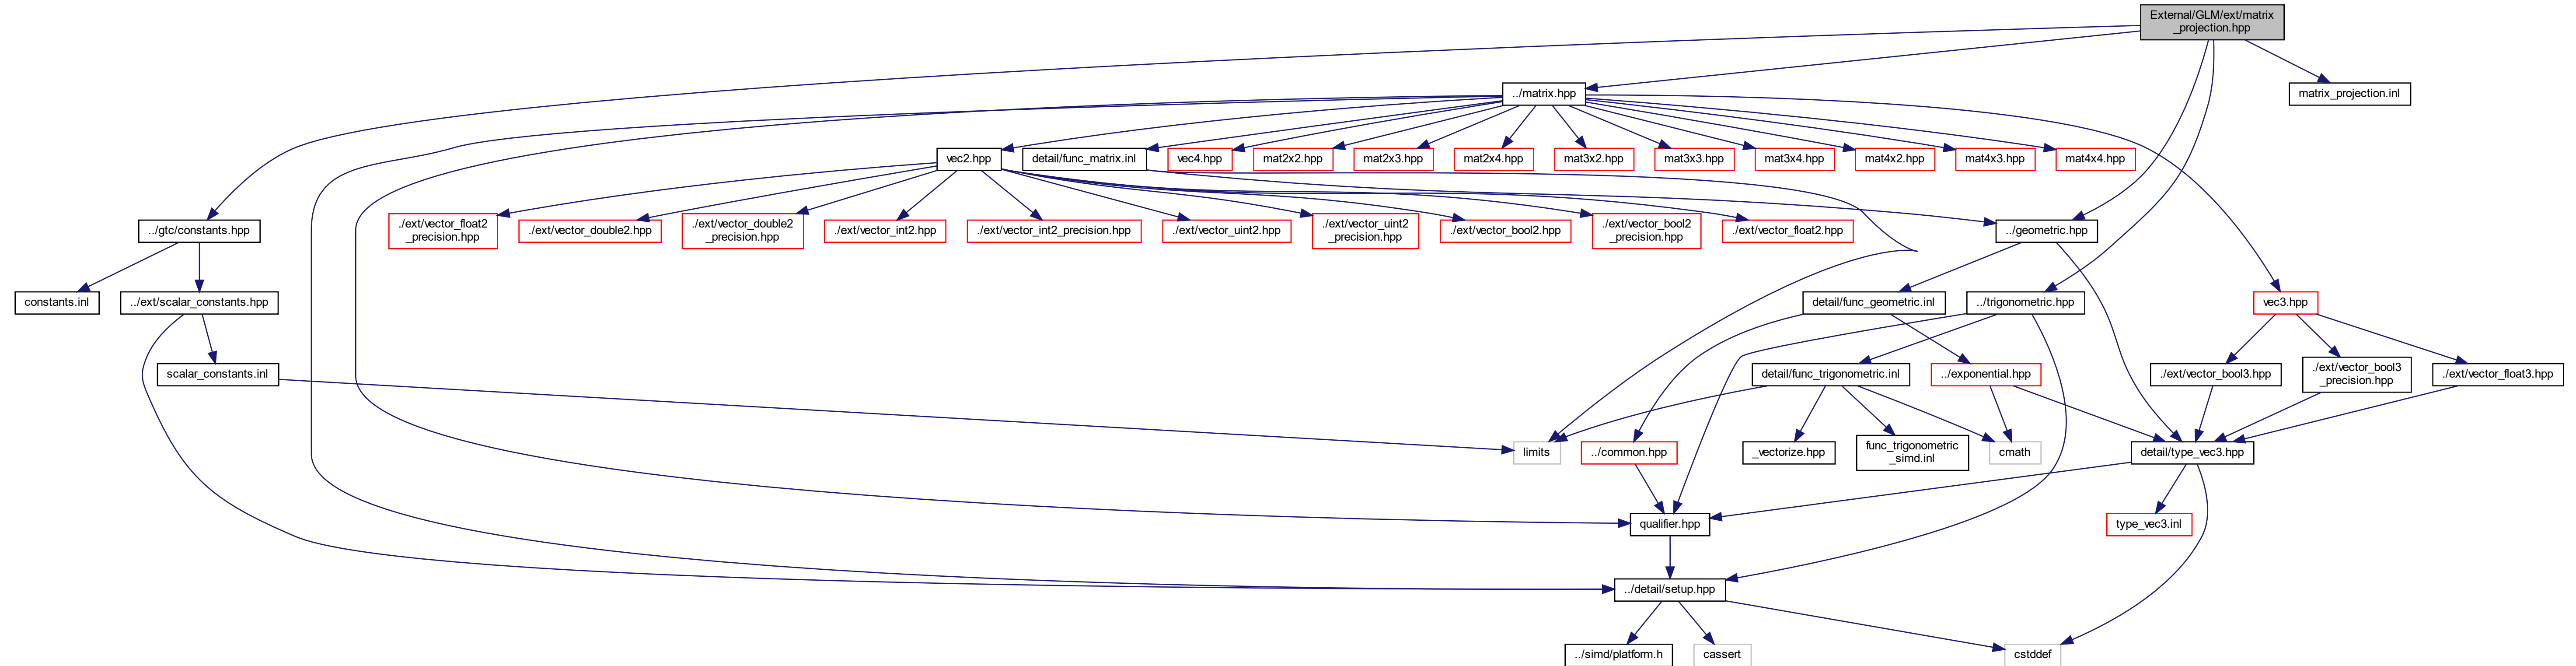 External/GLM/ext/matrix
_projection.hpp
../matrix.hpp
matrix_projection.inl
vec2.hpp
detail/func_matrix.inl
vec4.hpp
mat2x2.hpp
mat2x3.hpp
mat2x4.hpp
mat3x2.hpp
mat3x3.hpp
mat3x4.hpp
mat4x2.hpp
mat4x3.hpp
mat4x4.hpp
../gtc/constants.hpp
./ext/vector_float2
_precision.hpp
./ext/vector_double2.hpp
./ext/vector_double2
_precision.hpp
./ext/vector_int2.hpp
./ext/vector_int2_precision.hpp
./ext/vector_uint2.hpp
./ext/vector_uint2
_precision.hpp
./ext/vector_bool2.hpp
./ext/vector_bool2
_precision.hpp
./ext/vector_float2.hpp
../geometric.hpp
constants.inl
../ext/scalar_constants.hpp
detail/func_geometric.inl
../trigonometric.hpp
vec3.hpp
scalar_constants.inl
detail/func_trigonometric.inl
../exponential.hpp
./ext/vector_bool3.hpp
./ext/vector_bool3
_precision.hpp
./ext/vector_float3.hpp
limits
../common.hpp
_vectorize.hpp
func_trigonometric
_simd.inl
cmath
detail/type_vec3.hpp
qualifier.hpp
type_vec3.inl
../detail/setup.hpp
../simd/platform.h
cassert
cstddef